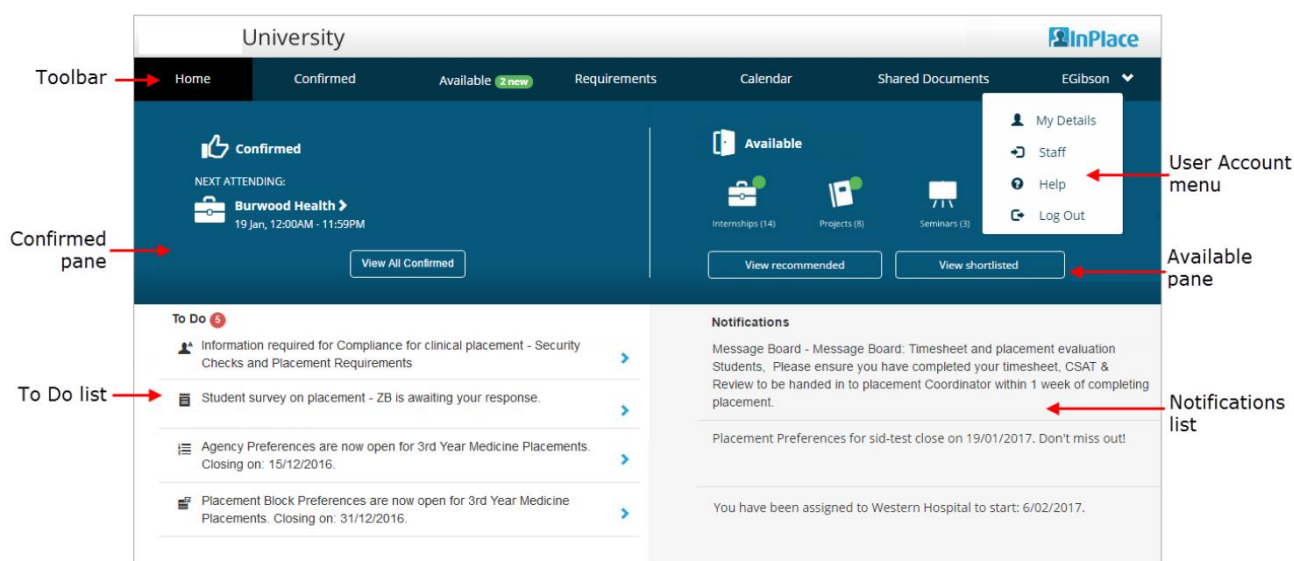 University
InPlace
Toolbar
Home
Confirmed
Available 2 new
Requirements
Calendar
Shared Documents
EGibson
My Details
Staff
Help
Log Out
User Account
menu
Confirmed
NEXT ATTENDING:
Burwood Health
19 Jan, 12:00AM - 11:59PM
View All Confirmed
Confirmed
pane
Available
Internships (14)
Projects (8)
Seminars (3)
View recommended
View shortlisted
Available
pane
To Do 5
Information required for Compliance for clinical placement - Security
Checks and Placement Requirements
Student survey on placement - ZB is awaiting your response.
Agency Preferences are now open for 3rd Year Medicine Placements.
Closing on: 15/12/2016.
Placement Block Preferences are now open for 3rd Year Medicine
Placements. Closing on: 31/12/2016.
To Do list
Notifications
Message Board - Message Board: Timesheet and placement evaluation
Students, Please ensure you have completed your timesheet, CSAT &
Review to be handed in to placement Coordinator within 1 week of completing
placement.
Placement Preferences for sid-test close on 19/01/2017. Don't miss out!
You have been assigned to Western Hospital to start: 6/02/2017.
Notifications
list